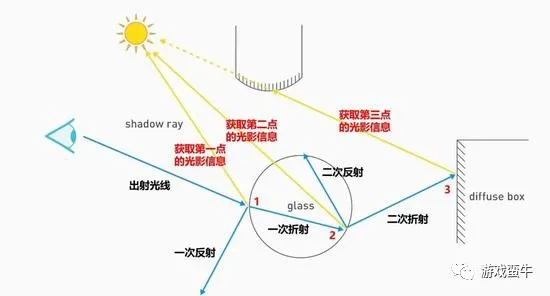 shadow ray
获取第一点
的光影信息
获取第二点
的光影信息
获取第三点
的光影信息
出射光线
二次反射
1
glass
一次折射
2
二次折射
3
diffuse box
一次反射
游戏蛮牛